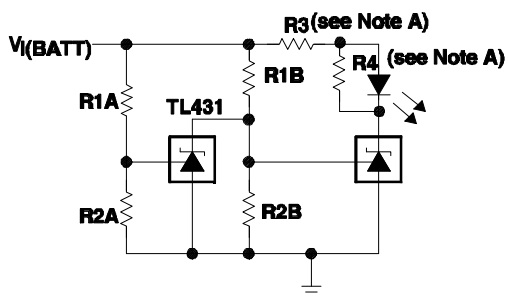 R3 (see Note A)
VI(BATT)
R4 (see Note A)
R1B
R1A
TL431
R2A
R2B